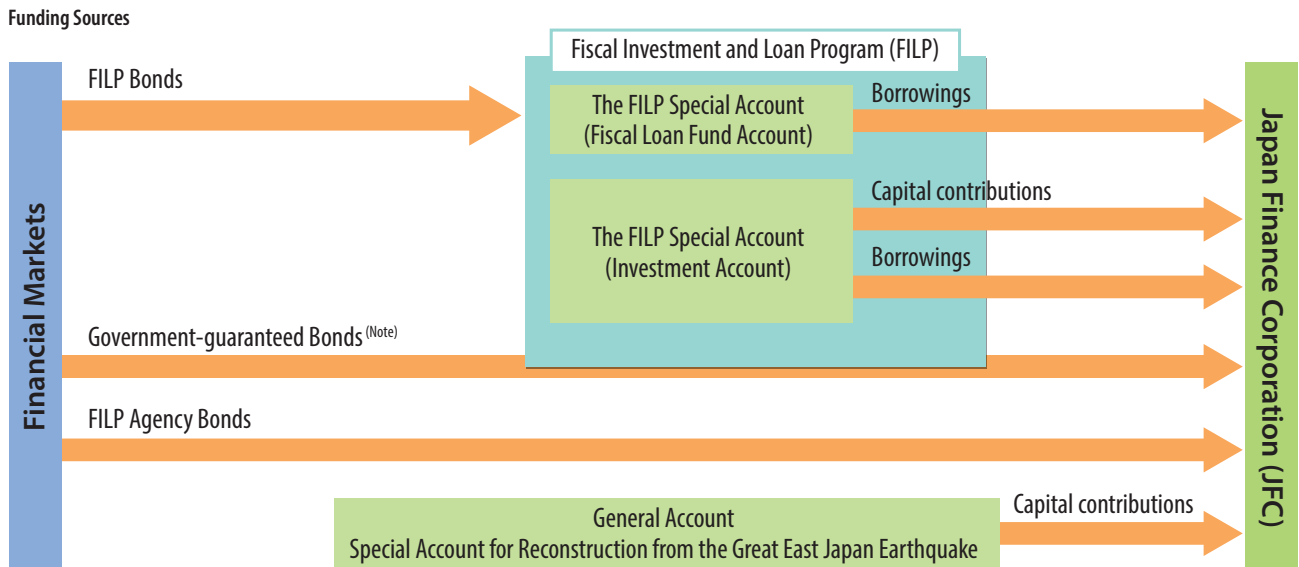 Funding Sources
Financial Markets
FILP Bonds
Fiscal Investment and Loan Program (FILP)
The FILP Special Account
(Fiscal Loan Fund Account)
Borrowings
The FILP Special Account
(Investment Account)
Capital contributions
Borrowings
Government-guaranteed Bonds (Note)
FILP Agency Bonds
General Account
Special Account for Reconstruction from the Great East Japan Earthquake
Capital contributions
Japan Finance Corporation (JFC)